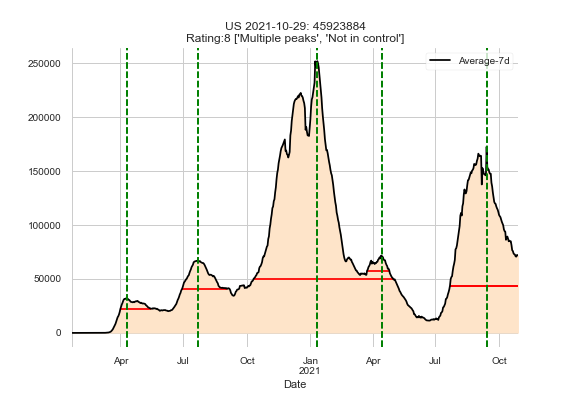 US 2021-10-29: 45923884
Rating:8 ['Multiple peaks', 'Not in control']
Average-7d
250000
200000
150000
100000
50000
0
Apr Jul Oct Jan Apr Jul Oct
2021
Date